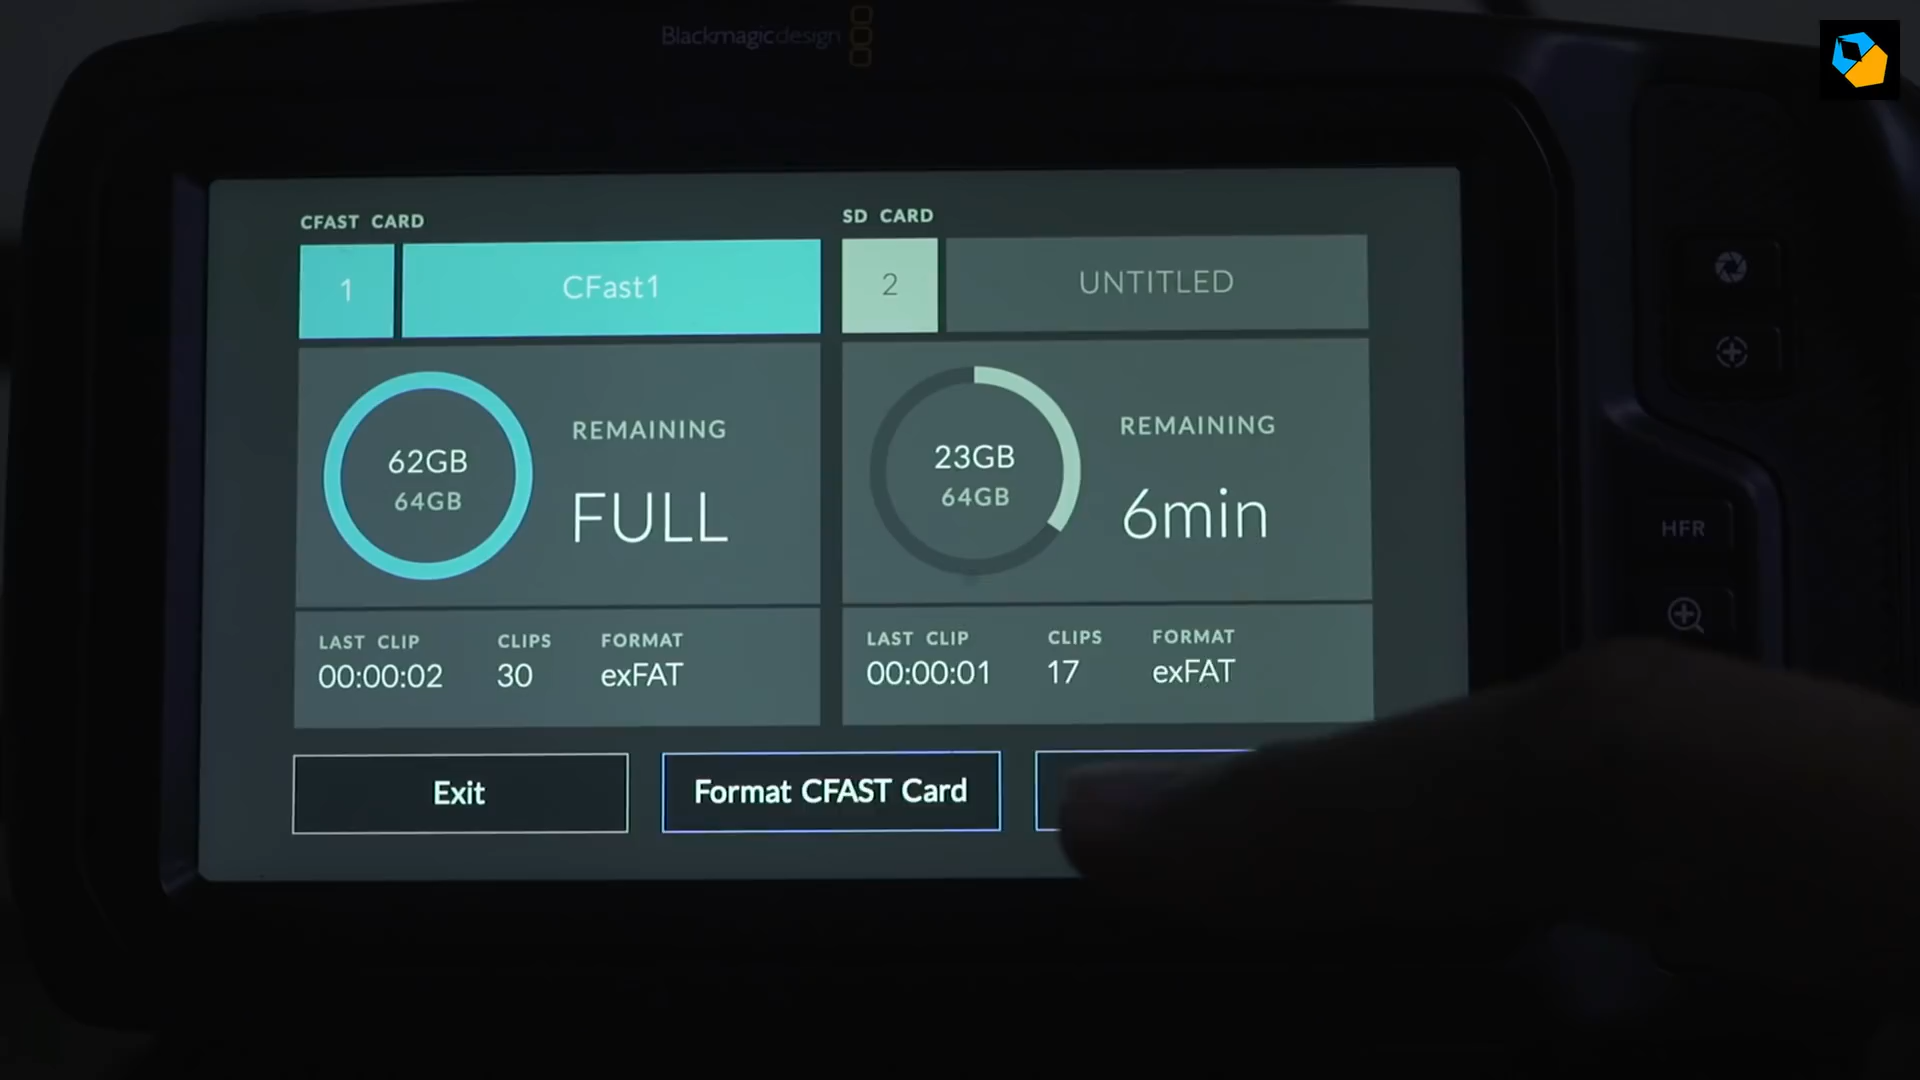 Blackmagicdesign
CFAST CARD
1
CFast1
62GB
64GB
REMAINING
FULL
LAST CLIP
00:00:02
CLIPS
30
FORMAT
exFAT
SD CARD
2
UNTITLED
23GB
64GB
REMAINING
6min
LAST CLIP
00:00:01
CLIPS
17
FORMAT
exFAT
Exit
Format CFAST Card
HFR